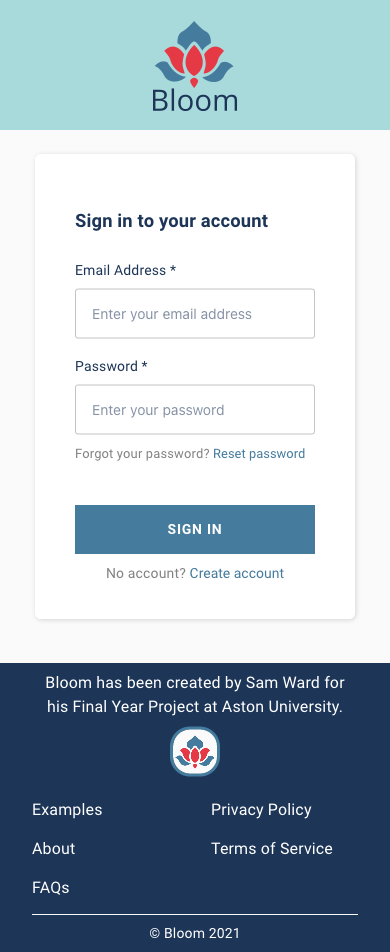 Bloom
Sign in to your account
Email Address *
Enter your email address
Password *
Enter your password
Forgot your password? Reset password
SIGN IN
No account? Create account
Bloom has been created by Sam Ward for
his Final Year Project at Aston University.
Examples
Privacy Policy
About
Terms of Service
FAQs
© Bloom 2021